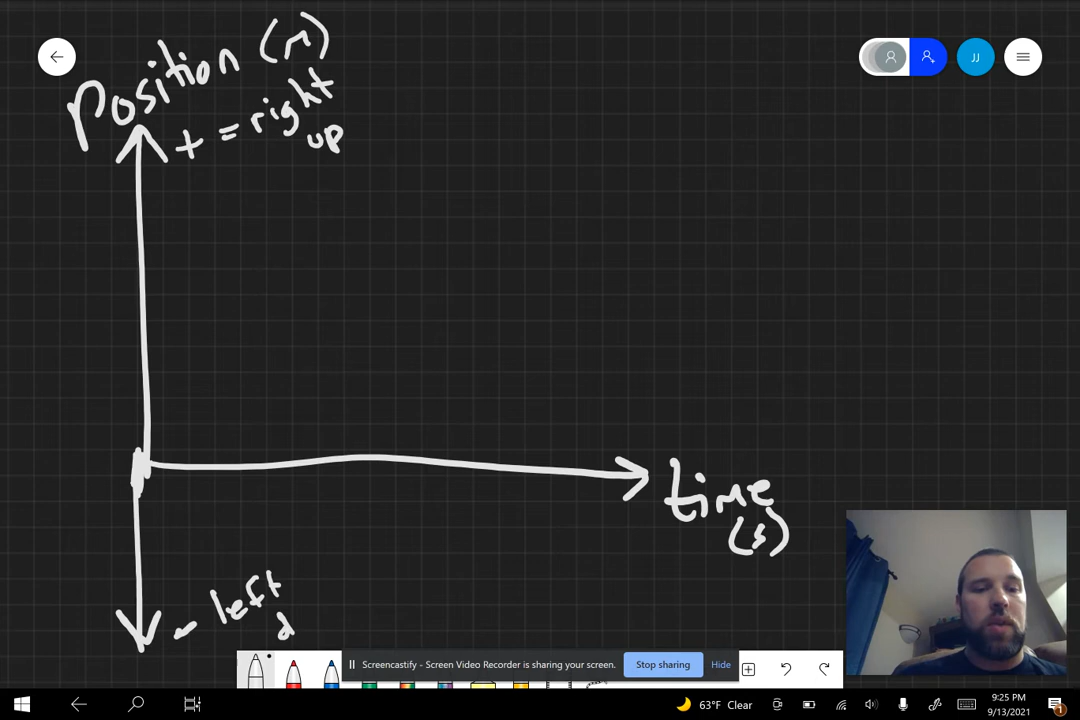 Position (m)
+ = right
up
JJ
time
(s)
- left
d
Screencastify - Screen Video Recorder is sharing your screen.
Stop sharing
Hide
63°F Clear
9:25 PM
9/13/2021
1